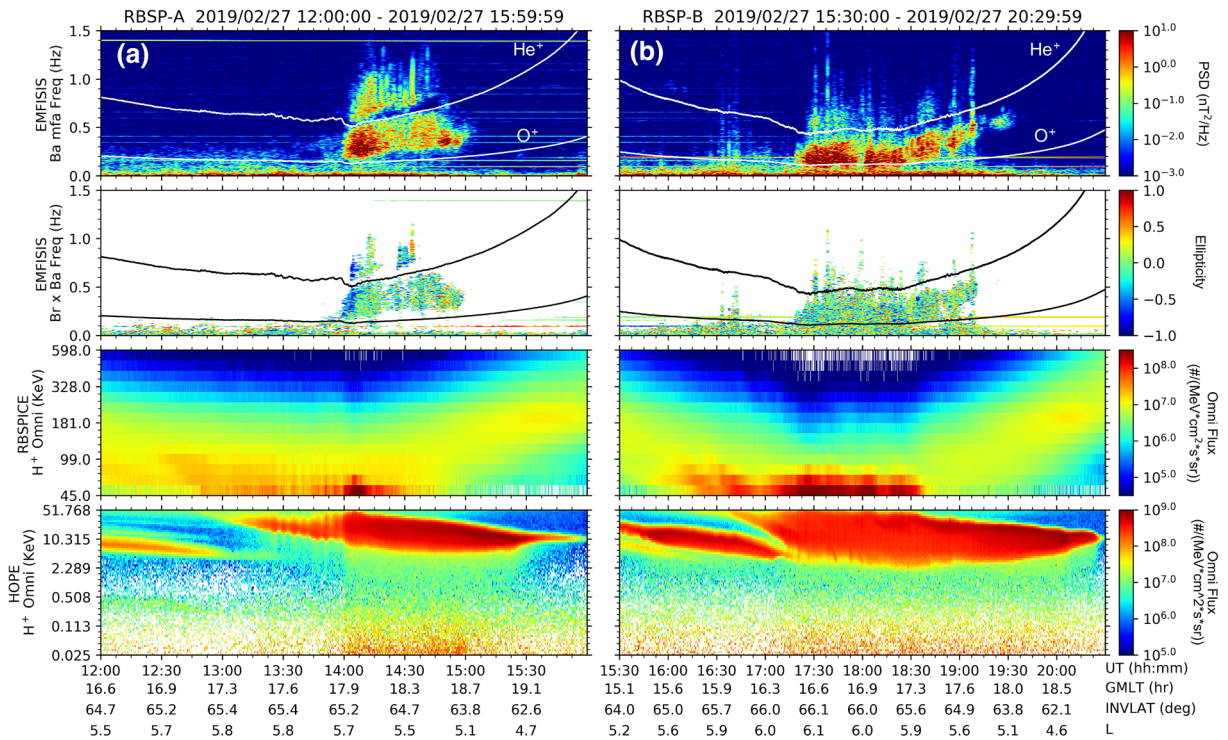 RBSP-A 2019/02/27 12:00:00 - 2019/02/27 15:59:59
RBSP-B 2019/02/27 15:30:00 - 2019/02/27 20:29:59
(a)
(b)
He⁺
He⁺
O⁺
O⁺
EMFISIS
Ba mfa Freq (Hz)
1.5
1.0
0.5
0.0
PSD (nT²/Hz)
10^1.0
10^0.0
10^−1.0
10^−2.0
10^−3.0
EMFISIS
Br x Ba Freq (Hz)
1.5
1.0
0.5
0.0
Ellipticity
1.0
0.5
0.0
−0.5
−1.0
RBSPICE
H⁺ Omni (KeV)
598.0
328.0
181.0
99.0
45.0
Omni Flux
(#/(MeV*cm²*s*sr))
10^8.0
10^7.0
10^6.0
10^5.0
HOPE
H⁺ Omni (KeV)
51.768
10.315
2.289
0.508
0.113
0.025
Omni Flux
(#/(MeV*cm^2*s*sr))
10^9.0
10^8.0
10^7.0
10^6.0
10^5.0
12:00 12:30 13:00 13:30 14:00 14:30 15:00 15:30 15:30 16:00 16:30 17:00 17:30 18:00 18:30 19:00 19:30 20:00 UT (hh:mm)
16.6 16.9 17.3 17.6 17.9 18.3 18.7 19.1 15.1 15.6 15.9 16.3 16.6 16.9 17.3 17.6 18.0 18.5 GMLT (hr)
64.7 65.2 65.4 65.4 65.2 64.7 63.8 62.6 64.0 65.0 65.7 66.0 66.1 66.0 65.6 64.9 63.8 62.1 INVLAT (deg)
5.5 5.7 5.8 5.8 5.7 5.5 5.1 4.7 5.2 5.6 5.9 6.0 6.1 6.0 5.9 5.6 5.1 4.6 L